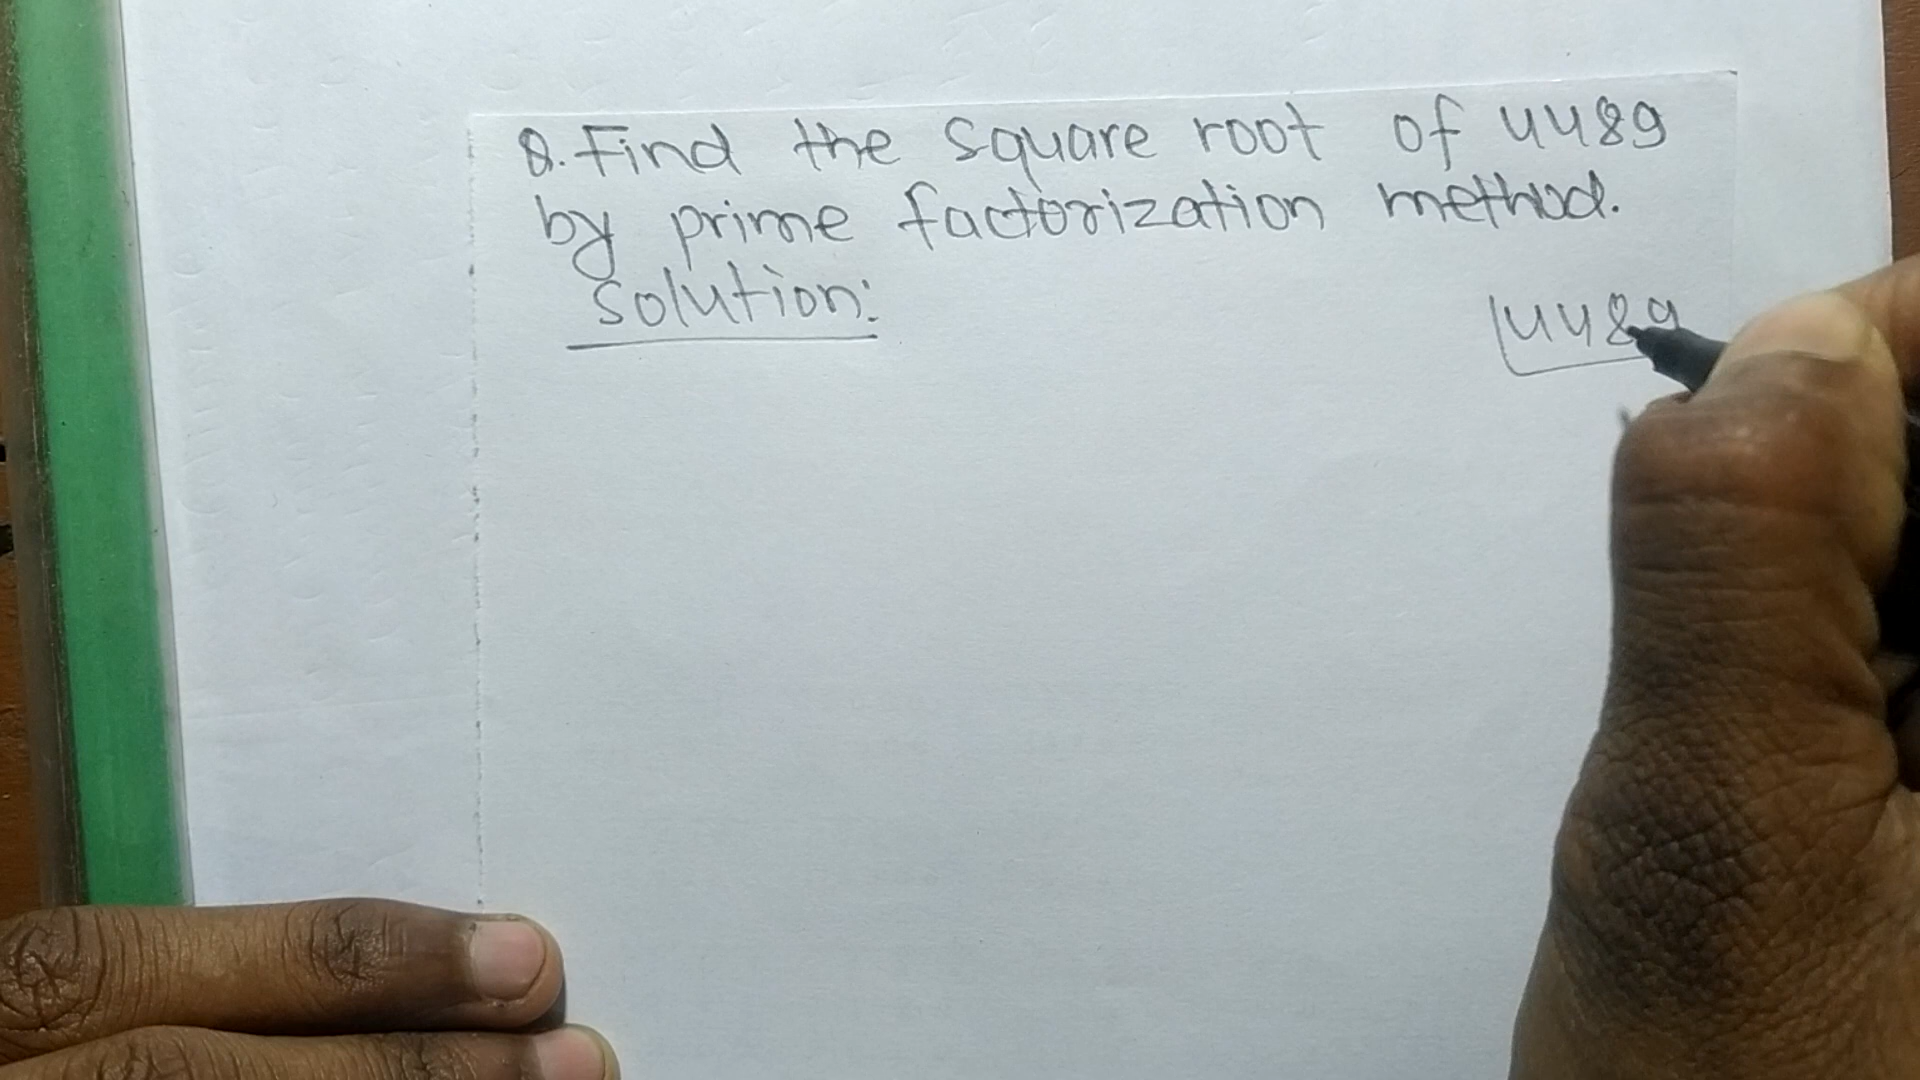 Q. Find the square root of 4489
by prime factorization method.
Solution:
4489